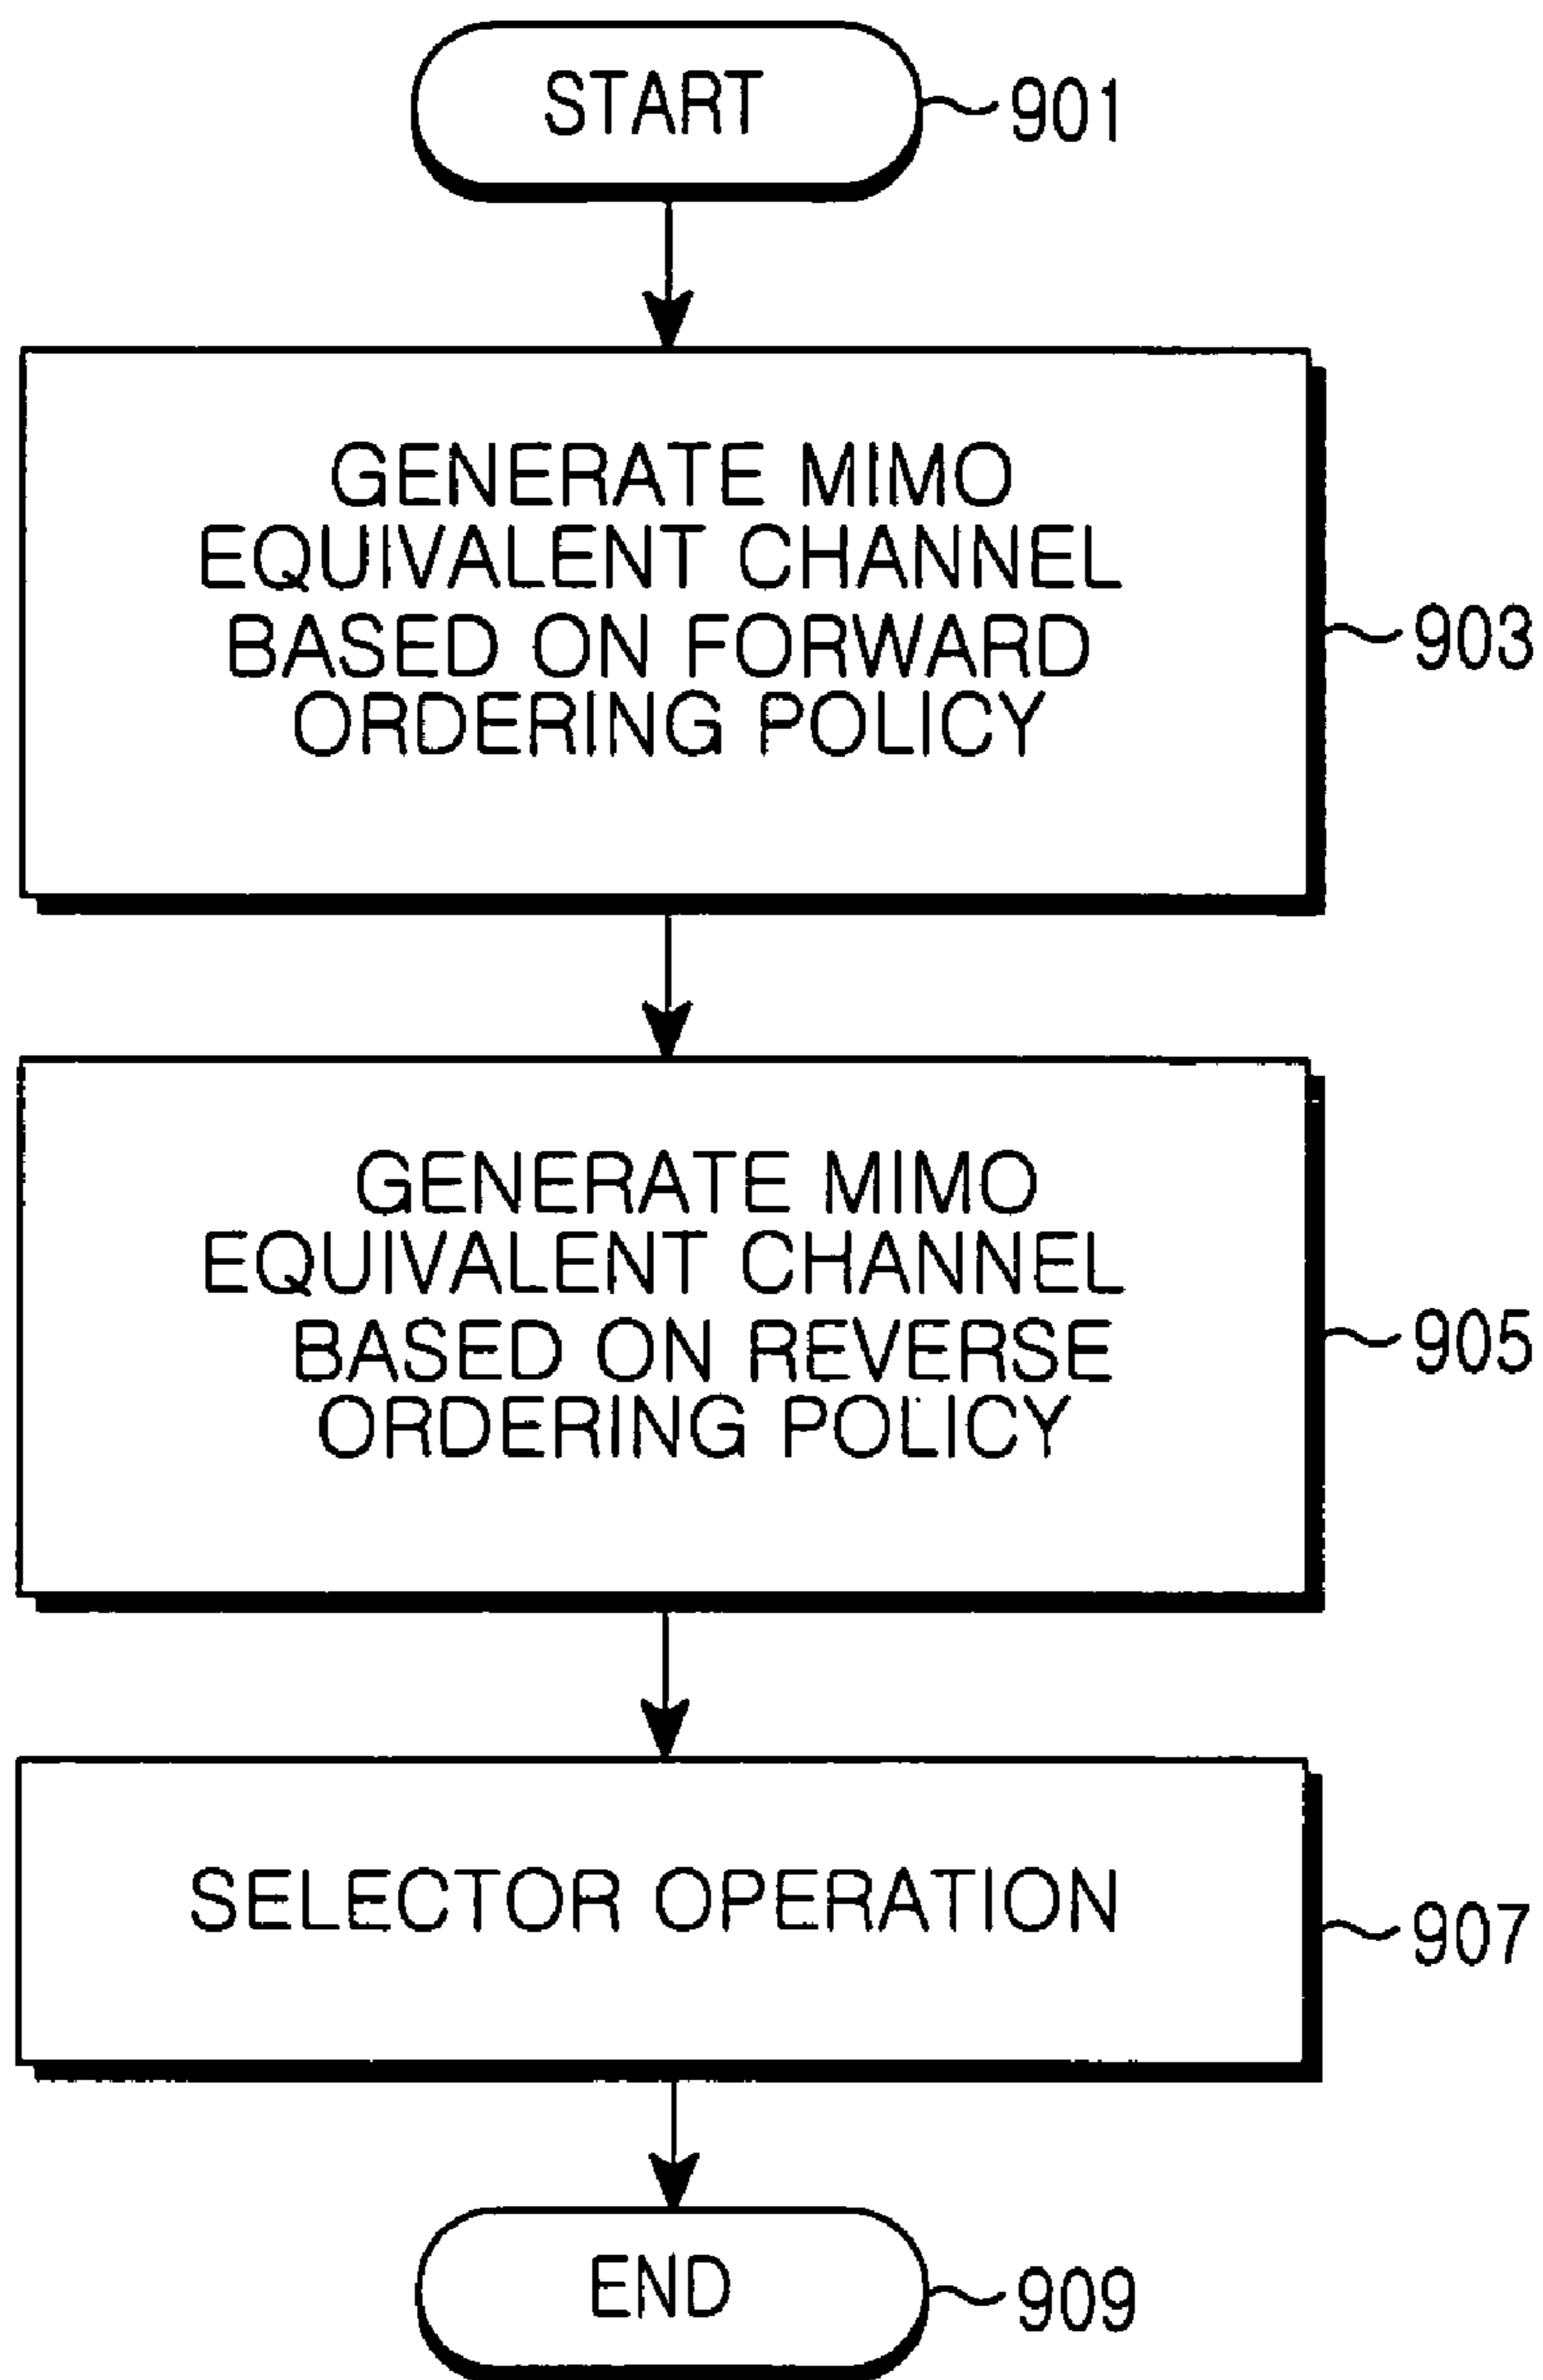 START
901
GENERATE MIMO
EQUIVALENT CHANNEL
BASED ON FORWARD
ORDERING POLICY
903
GENERATE MIMO
EQUIVALENT CHANNEL
BASED ON REVERSE
ORDERING POLICY
905
SELECTOR OPERATION
907
END
909